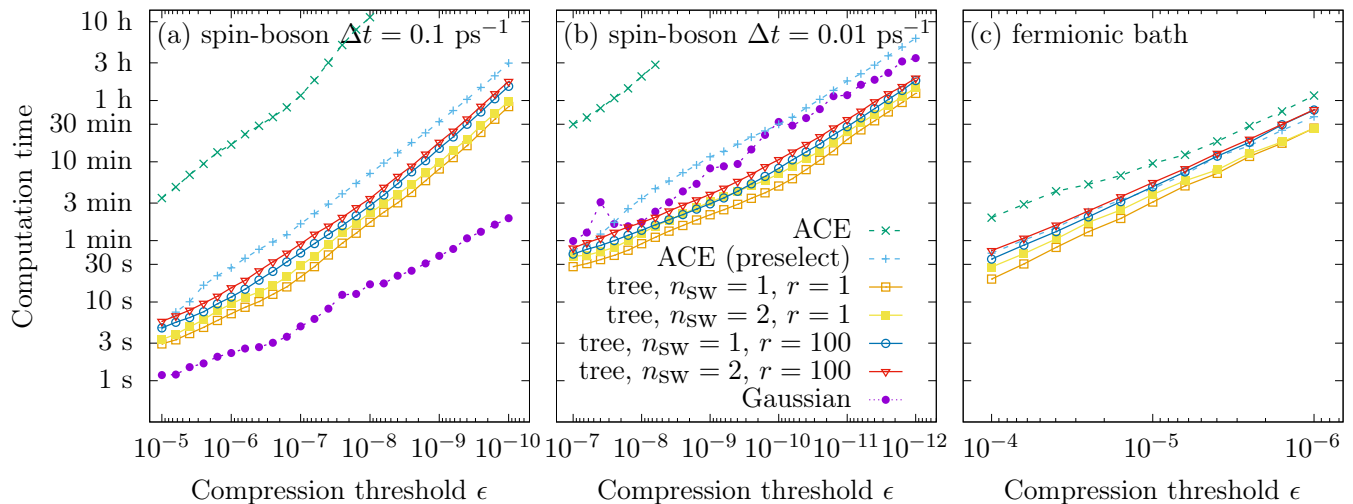 (a) spin-boson Δt = 0.1 ps⁻¹
(b) spin-boson Δt = 0.01 ps⁻¹
(c) fermionic bath
Computation time
10 h
3 h
1 h
30 min
10 min
3 min
1 min
30 s
10 s
3 s
1 s
ACE
ACE (preselect)
tree, n_sw = 1, r = 1
tree, n_sw = 2, r = 1
tree, n_sw = 1, r = 100
tree, n_sw = 2, r = 100
Gaussian
10⁻⁵ 10⁻⁶ 10⁻⁷ 10⁻⁸ 10⁻⁹ 10⁻¹⁰
10⁻⁷ 10⁻⁸ 10⁻⁹ 10⁻¹⁰ 10⁻¹¹ 10⁻¹²
10⁻⁴ 10⁻⁵ 10⁻⁶
Compression threshold ϵ
Compression threshold ϵ
Compression threshold ϵ